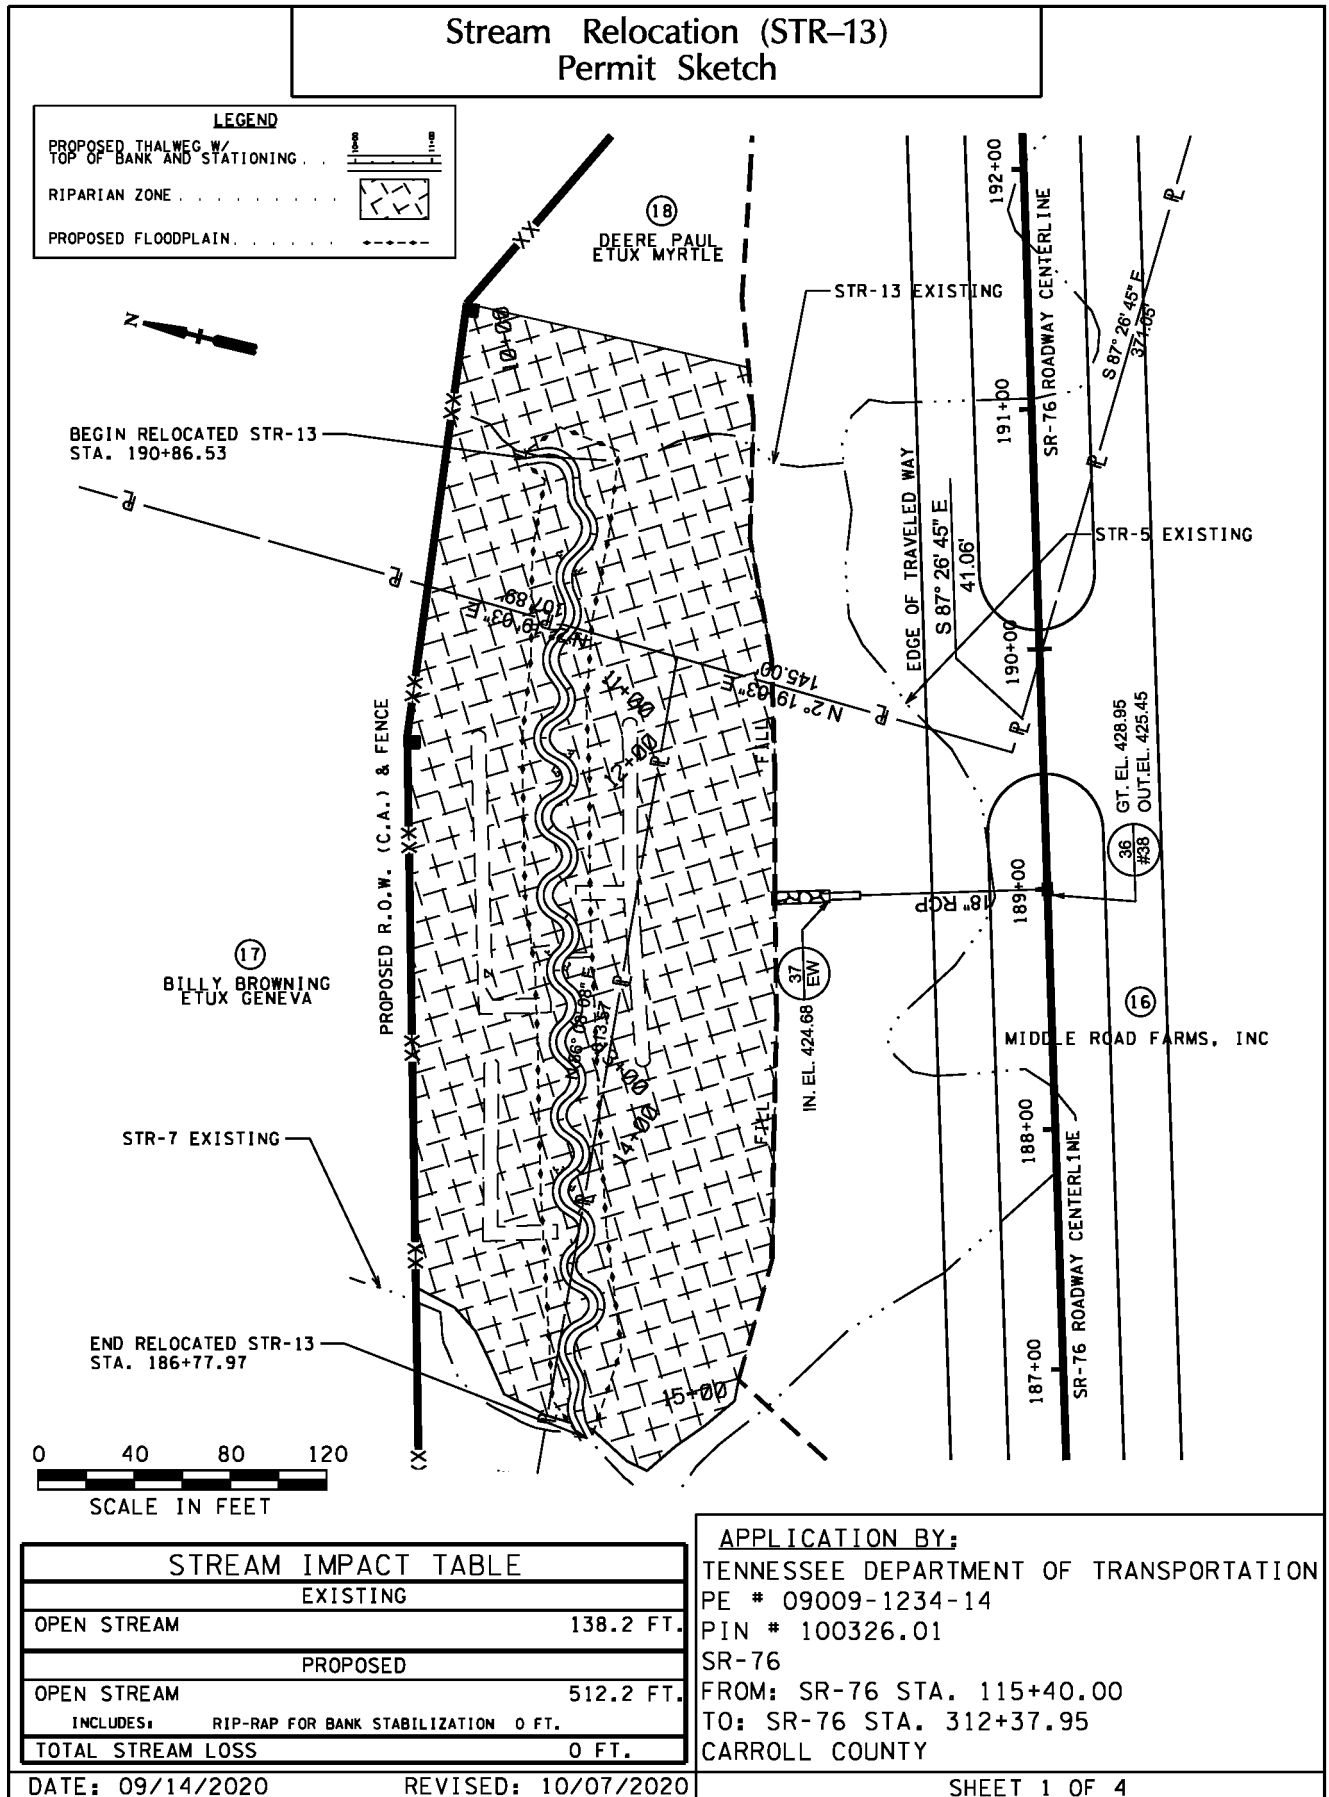 Stream Relocation (STR-13)
Permit Sketch
LEGEND
PROPOSED THALWEG W/
TOP OF BANK AND STATIONING . .
RIPARIAN ZONE . . . . . . . . . .
PROPOSED FLOODPLAIN. . . . . . .
N
18
DEERE PAUL
ETUX MYRTLE
STR-13 EXISTING
192+00
SR-76 ROADWAY CENTERLINE
S 87° 26' 45" E
371.05'
10+00
191+00
BEGIN RELOCATED STR-13
STA. 190+86.53
EDGE OF TRAVELED WAY
S 87° 26' 45" E
41.06'
STR-5 EXISTING
N 2° 19' 03" E
107.89'
N 2° 19' 03" E
145.00'
190+00
11+00
12+00
FILL
PROPOSED R.O.W. (C.A.) & FENCE
GT. EL. 428.95
OUT.EL. 425.45
36
#38
189+00
18" RCP
37
EW
IN. EL. 424.68
17
BILLY BROWNING
ETUX GENEVA
16
MIDDLE ROAD FARMS, INC
N 86° 08' 08" E
13+00
14+00
FILL
188+00
STR-7 EXISTING
SR-76 ROADWAY CENTERLINE
187+00
END RELOCATED STR-13
STA. 186+77.97
15+00
0 40 80 120
SCALE IN FEET
STREAM IMPACT TABLE
EXISTING
OPEN STREAM 138.2 FT.
PROPOSED
OPEN STREAM 512.2 FT.
INCLUDES: RIP-RAP FOR BANK STABILIZATION 0 FT.
TOTAL STREAM LOSS 0 FT.
DATE: 09/14/2020 REVISED: 10/07/2020
APPLICATION BY:
TENNESSEE DEPARTMENT OF TRANSPORTATION
PE # 09009-1234-14
PIN # 100326.01
SR-76
FROM: SR-76 STA. 115+40.00
TO: SR-76 STA. 312+37.95
CARROLL COUNTY
SHEET 1 OF 4